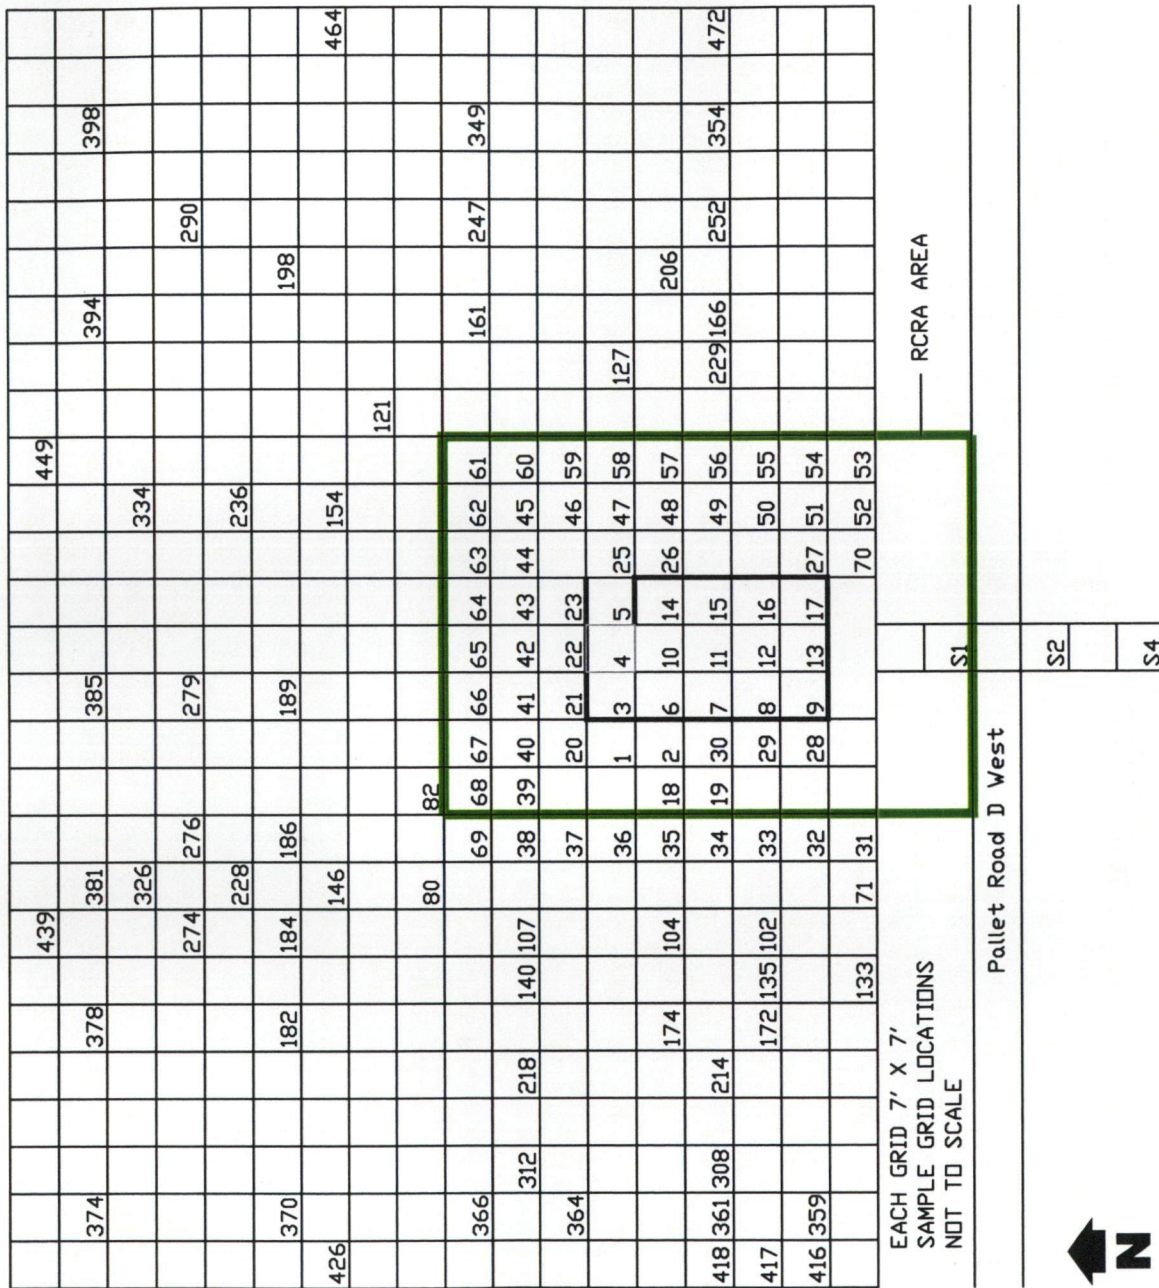 439 449
374 378 381 385 394 398
326 334
274 276 279 290
228 236
370 182 184 186 189 198
426 146 154 464
121
80 82
366 69 68 67 66 65 64 63 62 61 161 247 349
312 218 140 107 38 39 40 41 42 43 44 45 60
364 37 20 21 22 23 46 59
36 1 3 4 5 25 47 58 127
174 104 35 18 2 6 10 14 26 48 57 206
418 361 308 214 34 19 30 7 11 15 49 56 229 166 252 354 472
417 172 135 102 33 29 8 12 16 50 55
416 359 32 28 9 13 17 27 51 54
133 71 31 70 52 53
EACH GRID 7' X 7'
SAMPLE GRID LOCATIONS
NOT TO SCALE
RCRA AREA
S1
Pallet Road D West
S2
S4
N